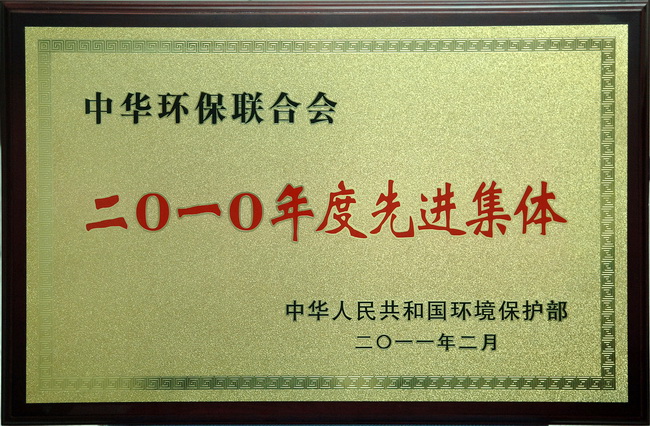 中华环保联合会
二〇一〇年度先进集体
中华人民共和国环境保护部
二〇一一年二月